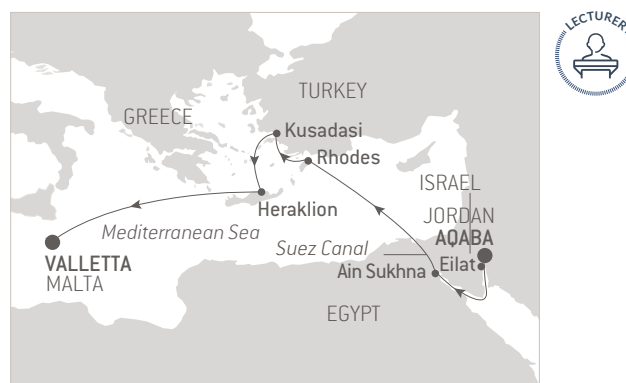 LECTURER
TURKEY
GREECE
Kusadasi
Rhodes
ISRAEL
Heraklion
JORDAN
AQABA
Mediterranean Sea
Suez Canal
Eilat
Ain Sukhna
VALLETTA
MALTA
EGYPT